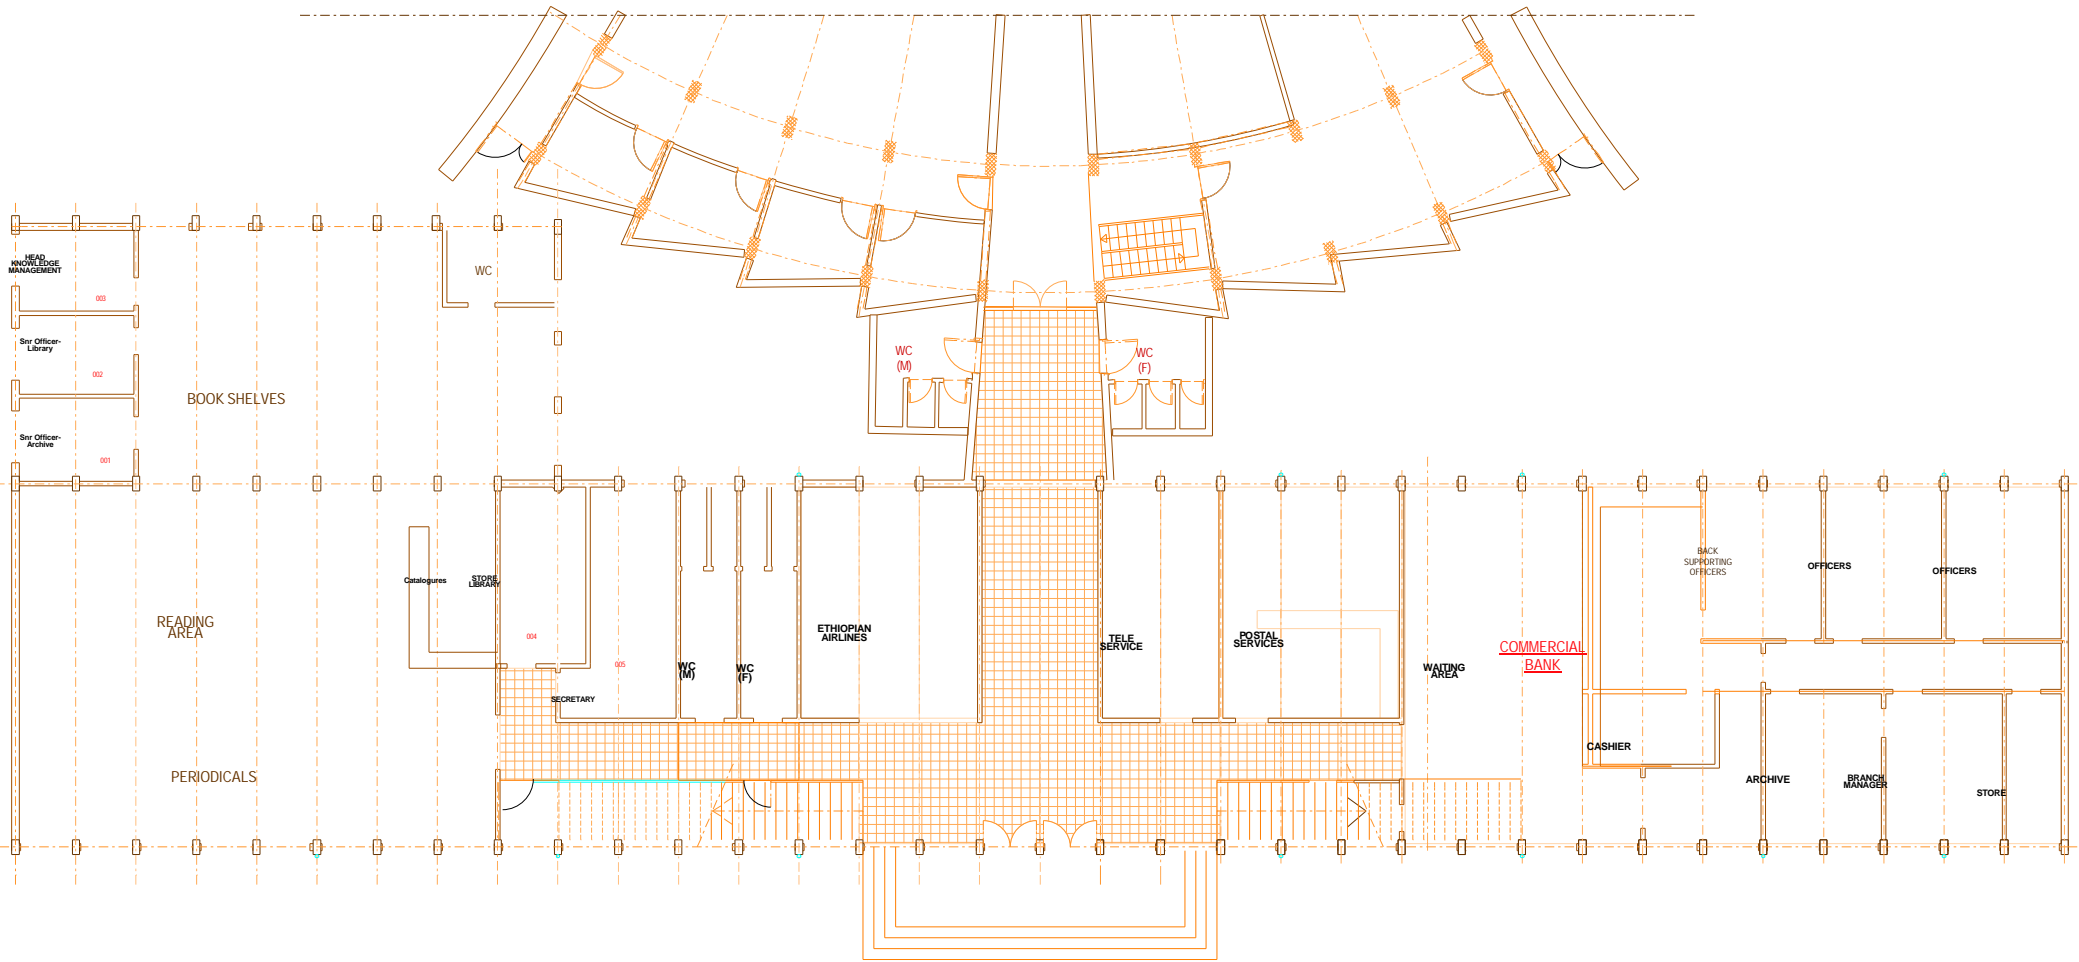 HEAD
KNOWLEDGE
MANAGEMENT
003
Snr Officer-
Library
002
Snr Officer-
Archive
001
BOOK SHELVES
WC
WC
(M)
WC
(F)
READING
AREA
PERIODICALS
Catalogures
STORE
LIBRARY
004
SECRETARY
005
WC
(M)
WC
(F)
ETHIOPIAN
AIRLINES
TELE
SERVICE
POSTAL
SERVICES
WAITING
AREA
COMMERCIAL
BANK
CASHIER
BACK
SUPPORTING
OFFICERS
OFFICERS
OFFICERS
ARCHIVE
BRANCH
MANAGER
STORE